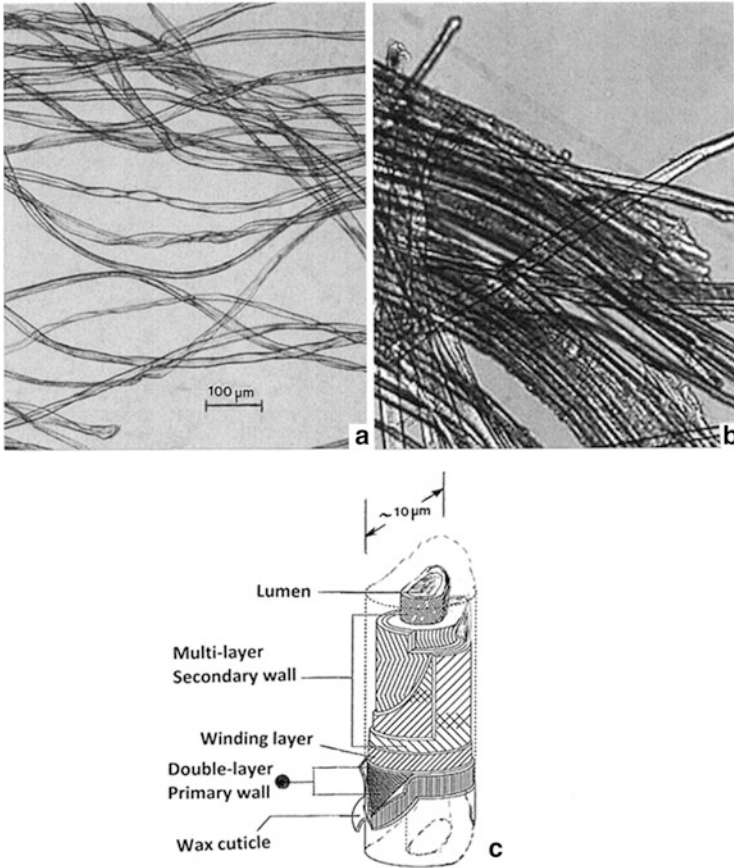 100 µm
a
b
~10 µm
Lumen
Multi-layer
Secondary wall
Winding layer
Double-layer
Primary wall
Wax cuticle
c